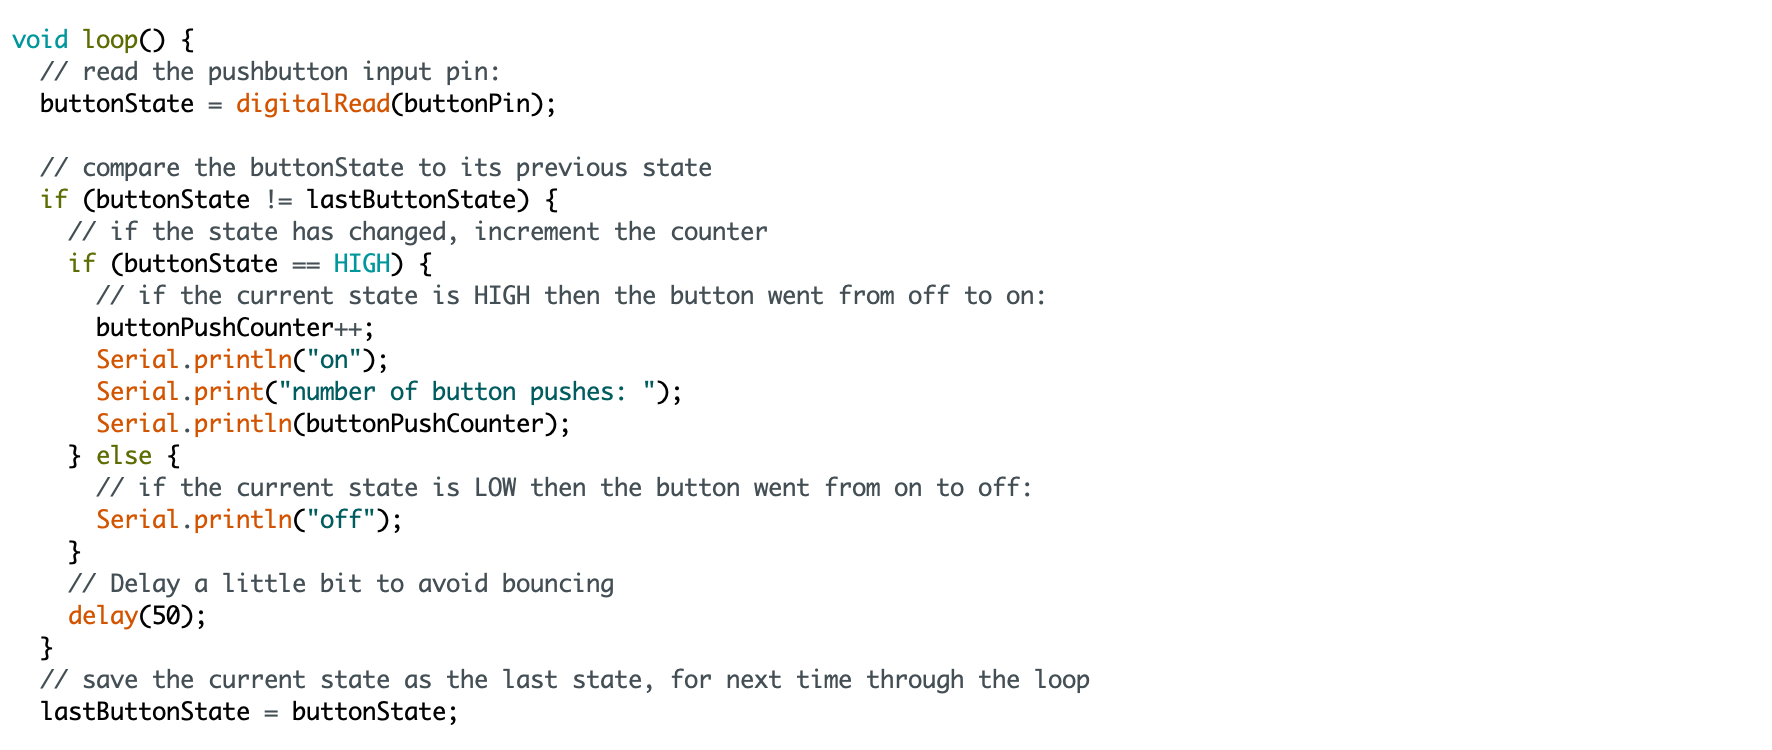 void loop() {
  // read the pushbutton input pin:
  buttonState = digitalRead(buttonPin);

  // compare the buttonState to its previous state
  if (buttonState != lastButtonState) {
    // if the state has changed, increment the counter
    if (buttonState == HIGH) {
      // if the current state is HIGH then the button went from off to on:
      buttonPushCounter++;
      Serial.println("on");
      Serial.print("number of button pushes: ");
      Serial.println(buttonPushCounter);
    } else {
      // if the current state is LOW then the button went from on to off:
      Serial.println("off");
    }
    // Delay a little bit to avoid bouncing
    delay(50);
  }
  // save the current state as the last state, for next time through the loop
  lastButtonState = buttonState;